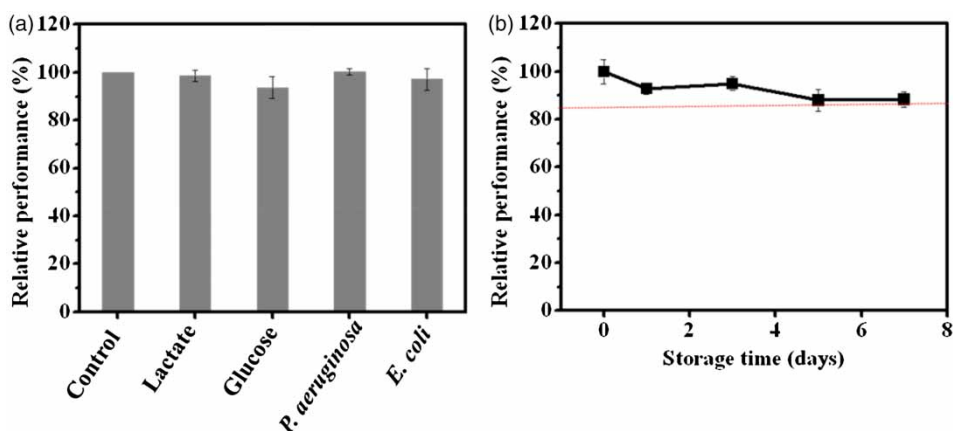 (a)
Relative performance (%)
120
100
80
60
40
20
0
Control
Lactate
Glucose
P. aeruginosa
E. coli
(b)
Relative performance (%)
120
100
80
60
40
20
0
0 2 4 6 8
Storage time (days)